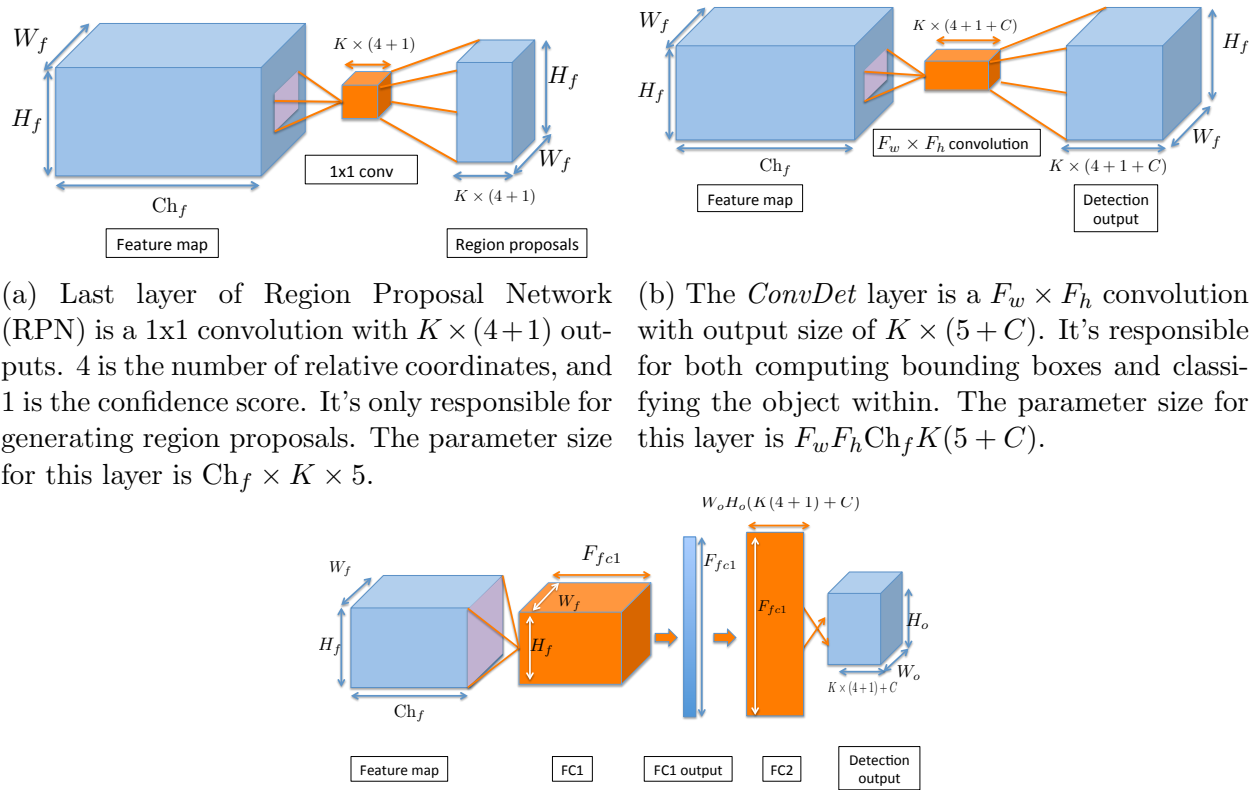 W_f
H_f
Ch_f
Feature map
K × (4 + 1)
1x1 conv
H_f
W_f
K × (4 + 1)
Region proposals
W_f
H_f
Ch_f
Feature map
K × (4+1+C)
F_w × F_h convolution
H_f
W_f
K × (4 + 1 + C)
Detection
output
(a) Last layer of Region Proposal Network
(RPN) is a 1x1 convolution with K × (4+1) out-
puts. 4 is the number of relative coordinates, and
1 is the confidence score. It's only responsible for
generating region proposals. The parameter size
for this layer is Ch_f × K × 5.
(b) The ConvDet layer is a F_w × F_h convolution
with output size of K × (5 + C). It's responsible
for both computing bounding boxes and classi-
fying the object within. The parameter size for
this layer is F_wF_hCh_fK(5 + C).
W_f
H_f
Ch_f
Feature map
F_{fc1}
W_f
H_f
FC1
F_{fc1}
FC1 output
W_oH_o(K(4 + 1) + C)
F_{fc1}
FC2
H_o
W_o
K × (4+1) + C
Detection
output